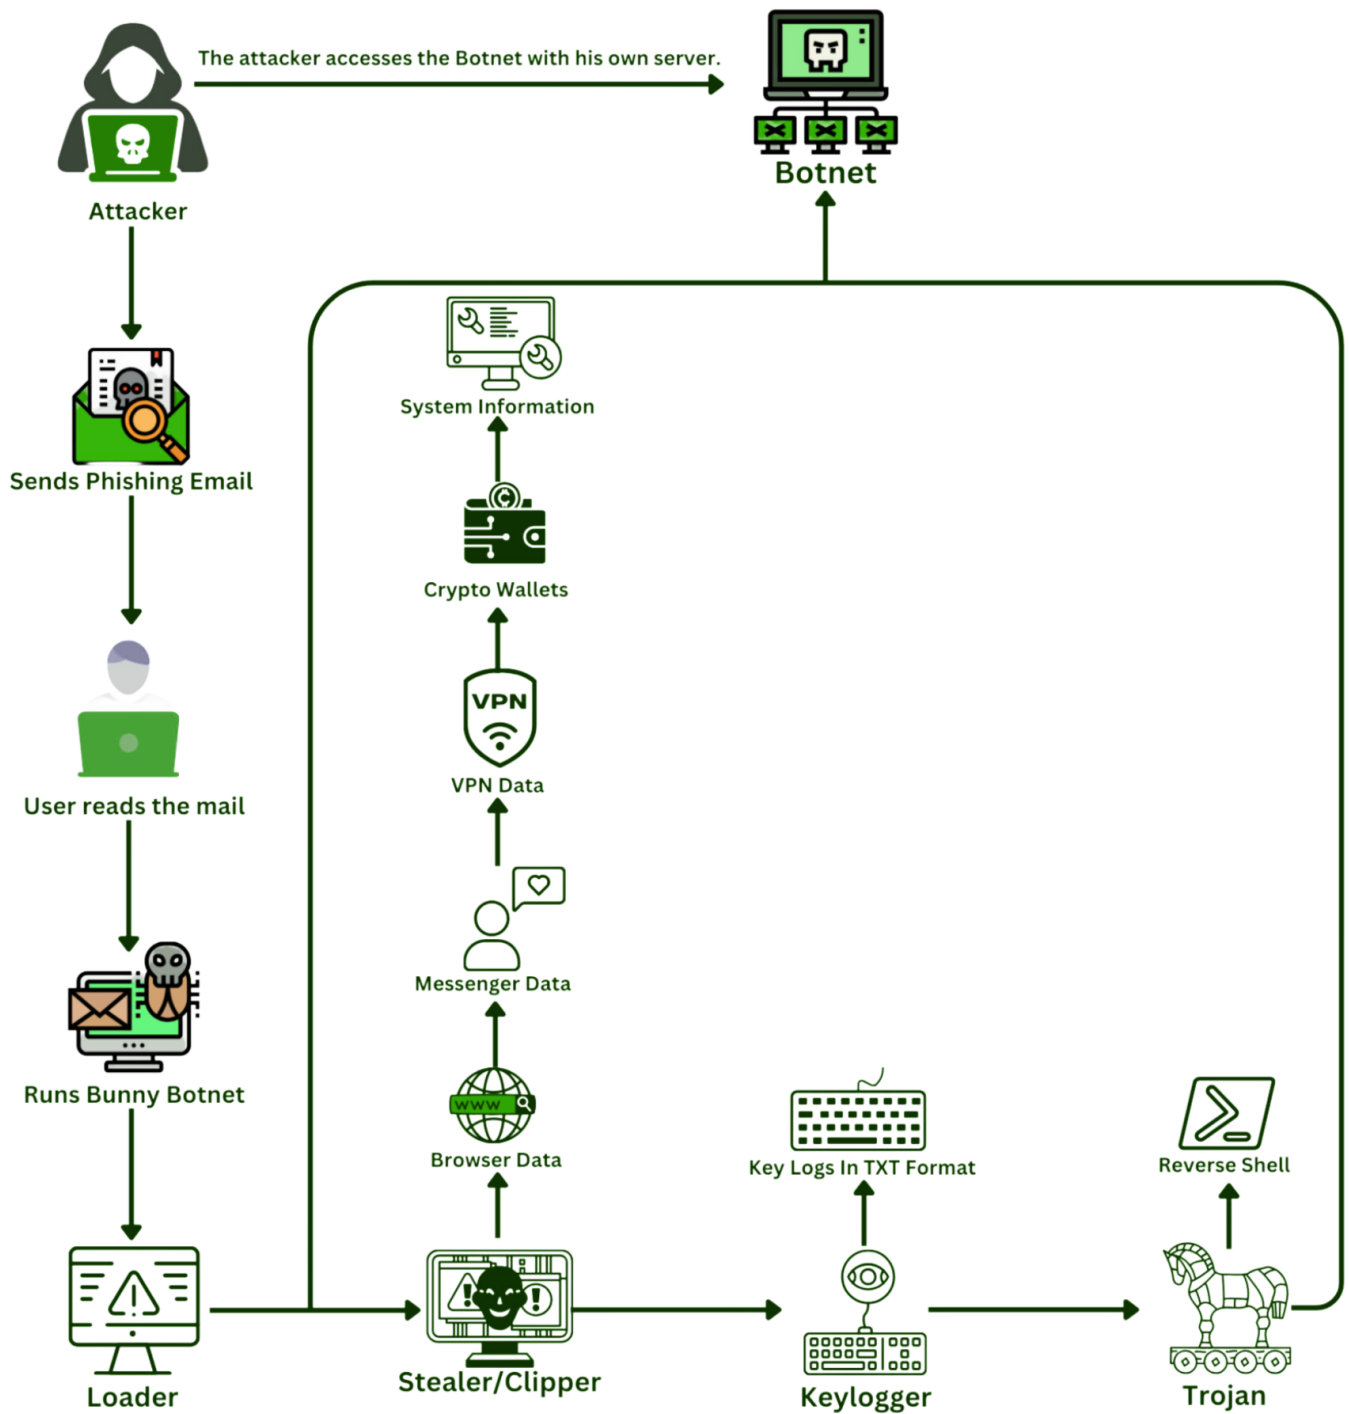 The attacker accesses the Botnet with his own server.
Botnet
Attacker
Sends Phishing Email
User reads the mail
Runs Bunny Botnet
Loader
System Information
Crypto Wallets
VPN
VPN Data
Messenger Data
www
Browser Data
Stealer/Clipper
Key Logs In TXT Format
Keylogger
Reverse Shell
Trojan